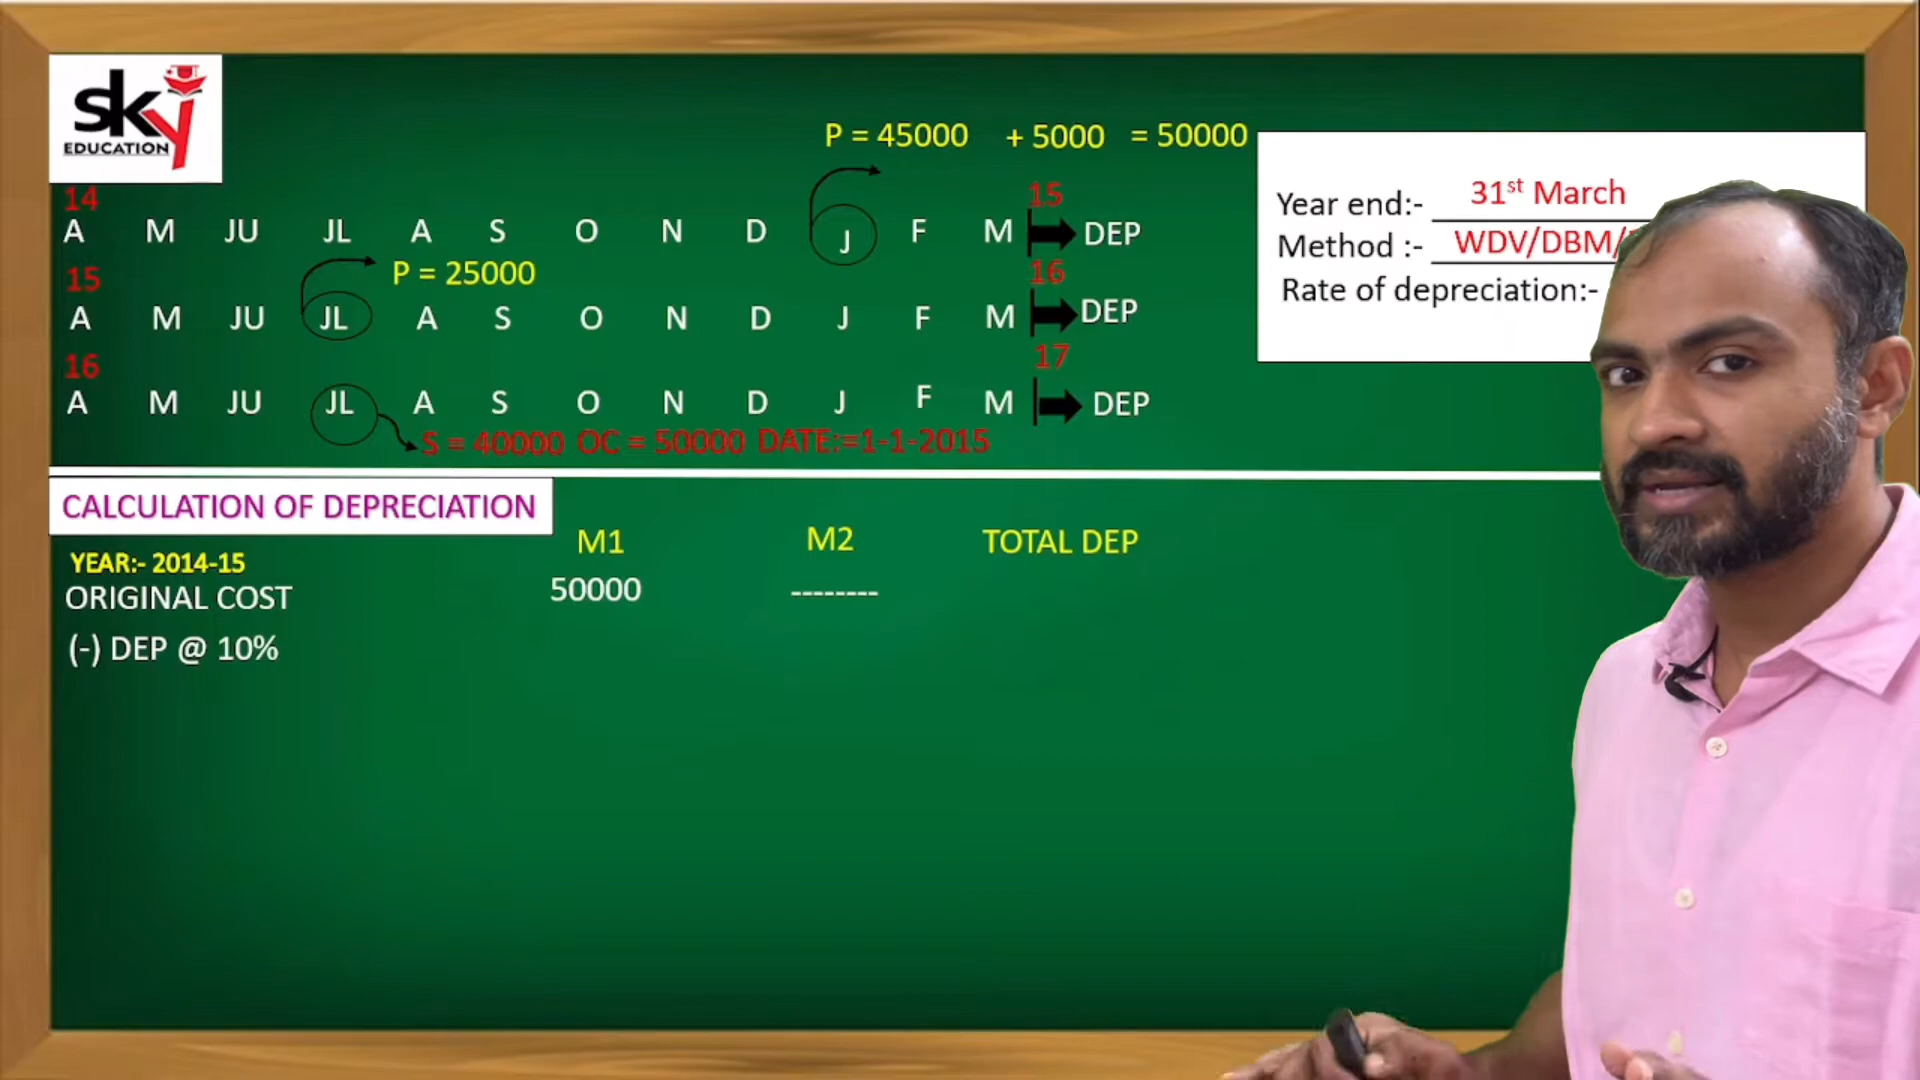 sky
EDUCATION
P = 45000 + 5000 = 50000
14 15
A M JU JL A S O N D J F M DEP
15 P = 25000 16
A M JU JL A S O N D J F M DEP
16 17
A M JU JL A S O N D J F M DEP
S = 40000 OC = 50000 DATE:=1-1-2015
Year end:- 31st March
Method :- WDV/DBM/
Rate of depreciation:-
CALCULATION OF DEPRECIATION
M1 M2 TOTAL DEP
YEAR:- 2014-15
ORIGINAL COST 50000 --------
(-) DEP @ 10%